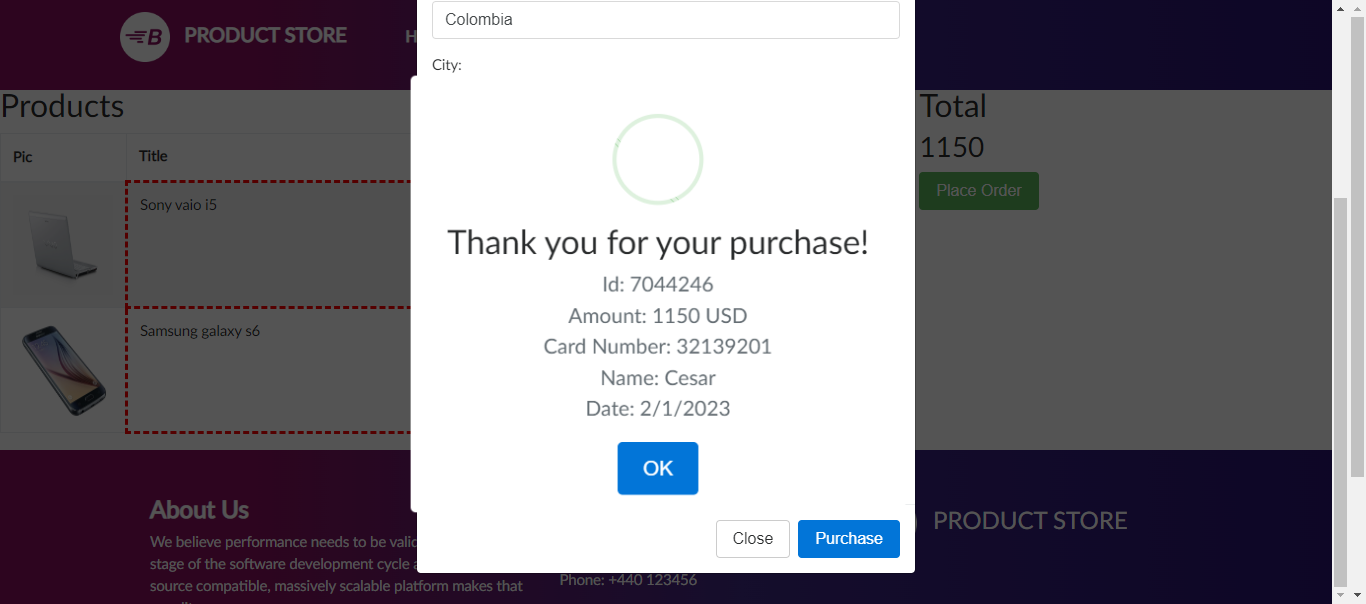 B
PRODUCT STORE
H
Colombia
City:
Products
Pic
Title
Sony vaio i5
Samsung galaxy s6
Total
1150
Place Order
Thank you for your purchase!
Id: 7044246
Amount: 1150 USD
Card Number: 32139201
Name: Cesar
Date: 2/1/2023
OK
Close
Purchase
About Us
We believe performance needs to be valid
stage of the software development cycle
source compatible, massively scalable platform makes that
Phone: +440 123456
PRODUCT STORE